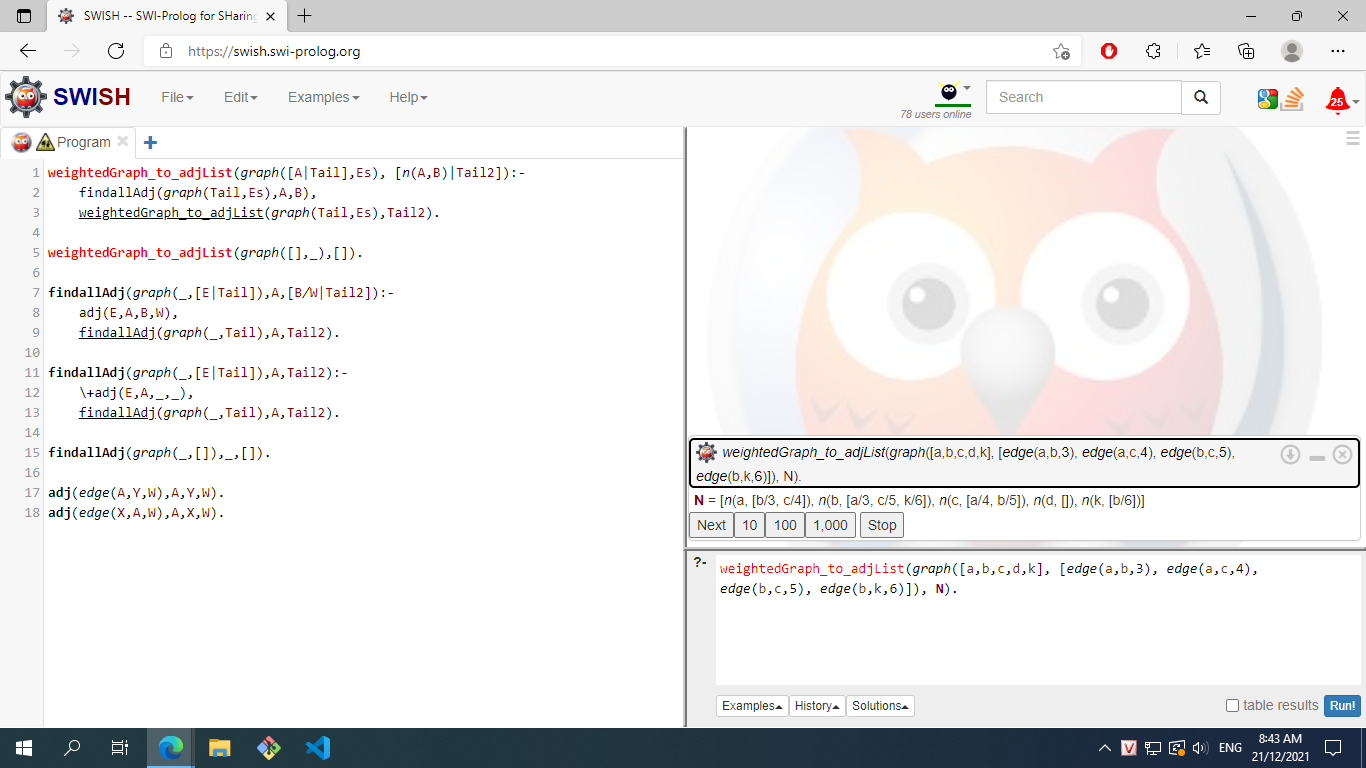 SWISH -- SWI-Prolog for SHaring
https://swish.swi-prolog.org
SWISH File Edit Examples Help 78 users online Search 25
Program
1 weightedGraph_to_adjList(graph([A|Tail],Es), [n(A,B)|Tail2]):-
2 findallAdj(graph(Tail,Es),A,B),
3 weightedGraph_to_adjList(graph(Tail,Es),Tail2).
4
5 weightedGraph_to_adjList(graph([],_),[]).
6
7 findallAdj(graph(_,[E|Tail]),A,[B/W|Tail2]):-
8 adj(E,A,B,W),
9 findallAdj(graph(_,Tail),A,Tail2).
10
11 findallAdj(graph(_,[E|Tail]),A,Tail2):-
12 \+adj(E,A,_,_),
13 findallAdj(graph(_,Tail),A,Tail2).
14
15 findallAdj(graph(_,[]),_,[]).
16
17 adj(edge(A,Y,W),A,Y,W).
18 adj(edge(X,A,W),A,X,W).
weightedGraph_to_adjList(graph([a,b,c,d,k], [edge(a,b,3), edge(a,c,4), edge(b,c,5),
edge(b,k,6)]), N).
N = [n(a, [b/3, c/4]), n(b, [a/3, c/5, k/6]), n(c, [a/4, b/5]), n(d, []), n(k, [b/6])]
Next 10 100 1,000 Stop
?- weightedGraph_to_adjList(graph([a,b,c,d,k], [edge(a,b,3), edge(a,c,4),
edge(b,c,5), edge(b,k,6)]), N).
Examples History Solutions table results Run!
V ENG 8:43 AM
21/12/2021